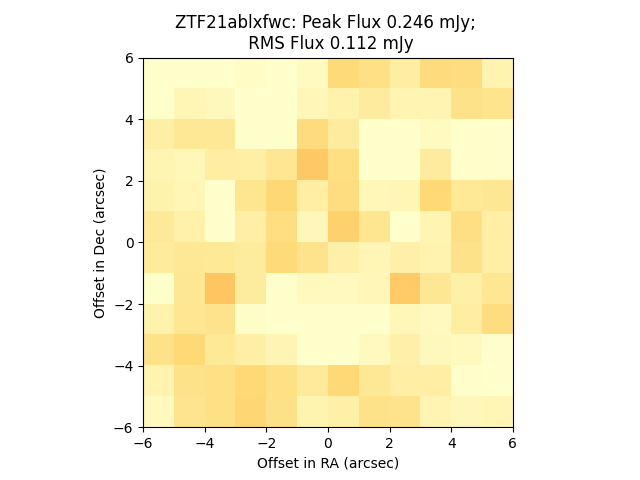 ZTF21ablxfwc: Peak Flux 0.246 mJy;
RMS Flux 0.112 mJy
6
4
2
0
−2
−4
−6
Offset in Dec (arcsec)
−6 −4 −2 0 2 4 6
Offset in RA (arcsec)